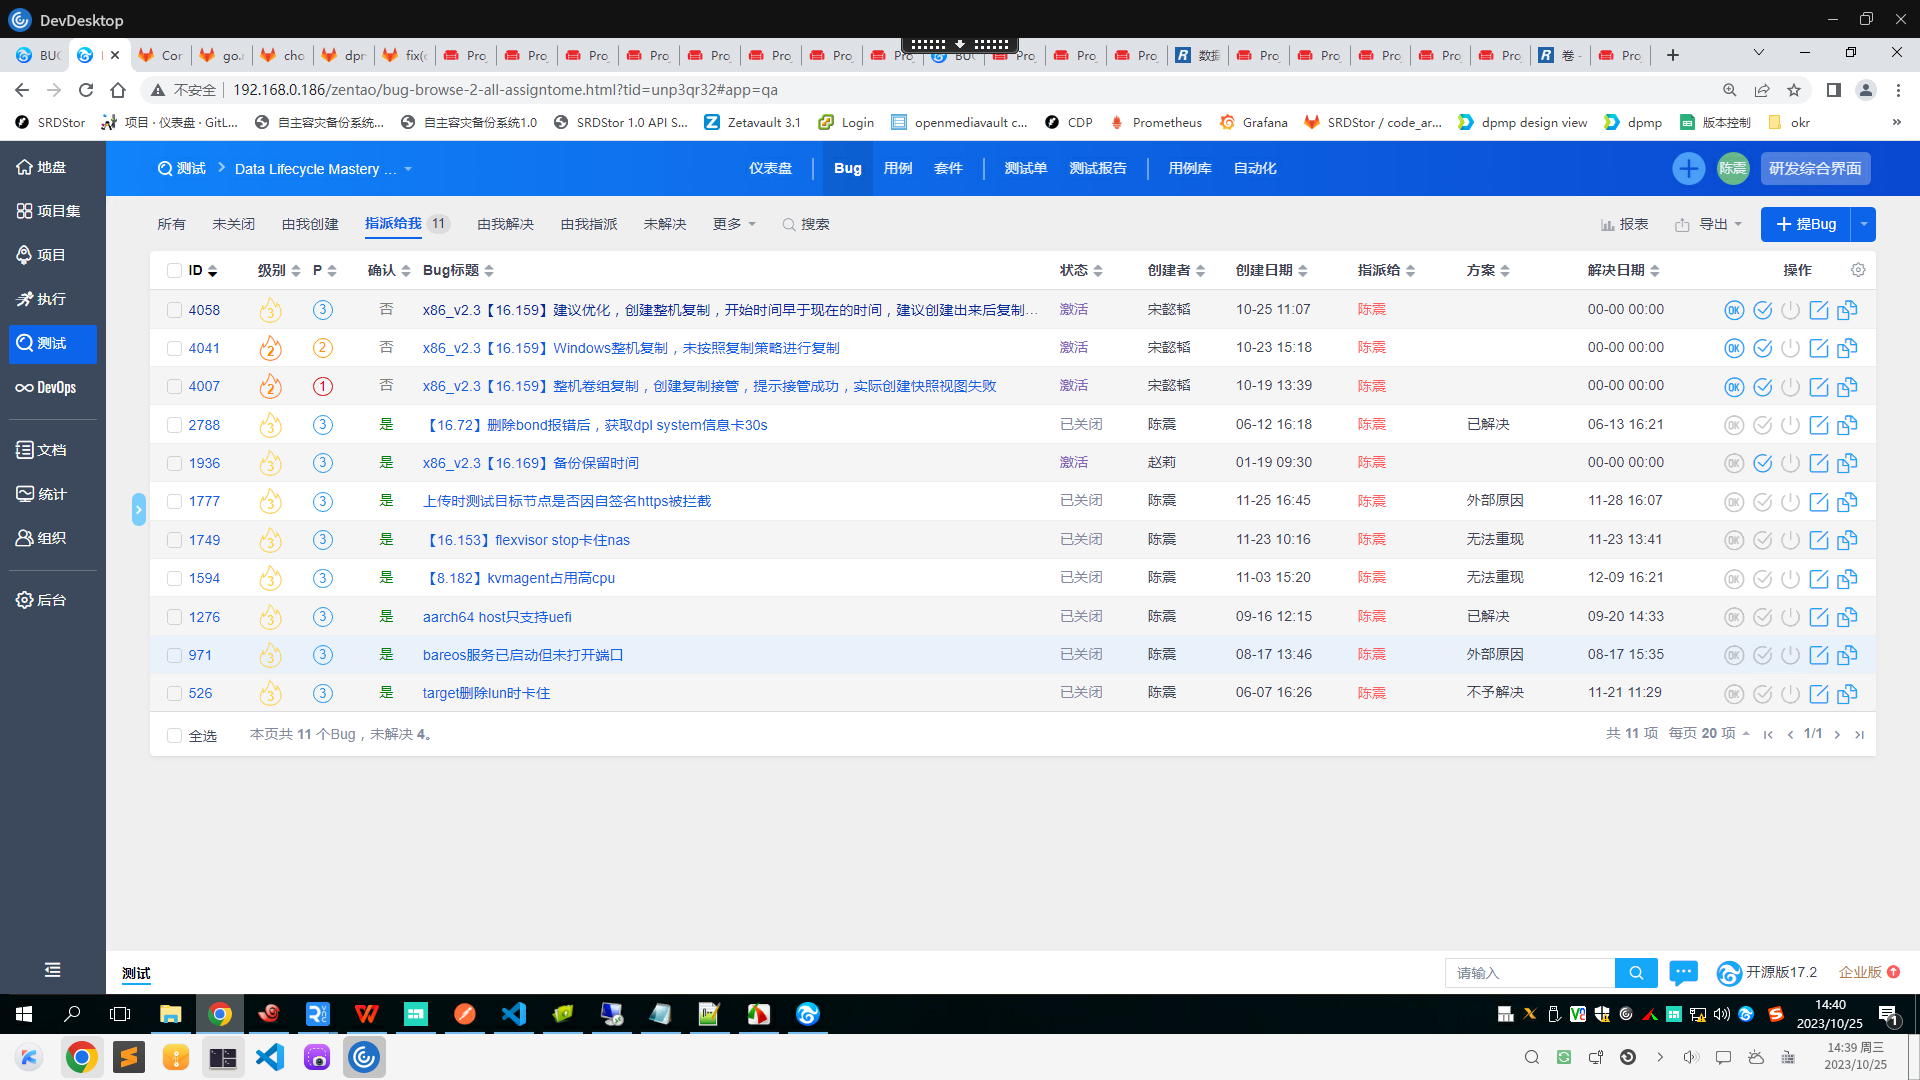 DevDesktop
BUG
Cor
go.r
cho
dpr
fix(c
Pro
Pro
Pro
Pro
Pro
Pro
Pro
Pro
BUG
Pro
Pro
Pro
数据
Pro
Pro
Pro
Pro
Pro
卷 -
Pro
不安全 192.168.0.186/zentao/bug-browse-2-all-assigntome.html?tid=unp3qr32#app=qa
SRDStor 项目 · 仪表盘 · GitL... 自主容灾备份系统... 自主容灾备份系统1.0 SRDStor 1.0 API S... Zetavault 3.1 Login openmediavault c... CDP Prometheus Grafana SRDStor / code_ar... dpmp design view dpmp 版本控制 okr »
地盘
项目集
项目
执行
测试
DevOps
文档
统计
组织
后台
测试 Data Lifecycle Mastery ... 仪表盘 Bug 用例 套件 测试单 测试报告 用例库 自动化 陈震 研发综合界面
所有 未关闭 由我创建 指派给我 11 由我解决 由我指派 未解决 更多 搜索 报表 导出 提Bug
ID 级别 P 确认 Bug标题 状态 创建者 创建日期 指派给 方案 解决日期 操作
4058 3 3 否 x86_v2.3【16.159】建议优化，创建整机复制，开始时间早于现在的时间，建议创建出来后复制... 激活 宋懿韬 10-25 11:07 陈震 00-00 00:00 OK
4041 2 2 否 x86_v2.3【16.159】Windows整机复制，未按照复制策略进行复制 激活 宋懿韬 10-23 15:18 陈震 00-00 00:00 OK
4007 2 1 否 x86_v2.3【16.159】整机卷组复制，创建复制接管，提示接管成功，实际创建快照视图失败 激活 宋懿韬 10-19 13:39 陈震 00-00 00:00 OK
2788 3 3 是 【16.72】删除bond报错后，获取dpl system信息卡30s 已关闭 陈震 06-12 16:18 陈震 已解决 06-13 16:21 OK
1936 3 3 是 x86_v2.3【16.169】备份保留时间 激活 赵莉 01-19 09:30 陈震 00-00 00:00 OK
1777 3 3 是 上传时测试目标节点是否因自签名https被拦截 已关闭 陈震 11-25 16:45 陈震 外部原因 11-28 16:07 OK
1749 3 3 是 【16.153】flexvisor stop卡住nas 已关闭 陈震 11-23 10:16 陈震 无法重现 11-23 13:41 OK
1594 3 3 是 【8.182】kvmagent占用高cpu 已关闭 陈震 11-03 15:20 陈震 无法重现 12-09 16:21 OK
1276 3 3 是 aarch64 host只支持uefi 已关闭 陈震 09-16 12:15 陈震 已解决 09-20 14:33 OK
971 3 3 是 bareos服务已启动但未打开端口 已关闭 陈震 08-17 13:46 陈震 外部原因 08-17 15:35 OK
526 3 3 是 target删除lun时卡住 已关闭 陈震 06-07 16:26 陈震 不予解决 11-21 11:29 OK
全选 本页共 11 个Bug，未解决 4。 共 11 项 每页 20 项 1/1
测试 请输入 开源版17.2 企业版
14:40
2023/10/25
1
14:39 周三
2023/10/25